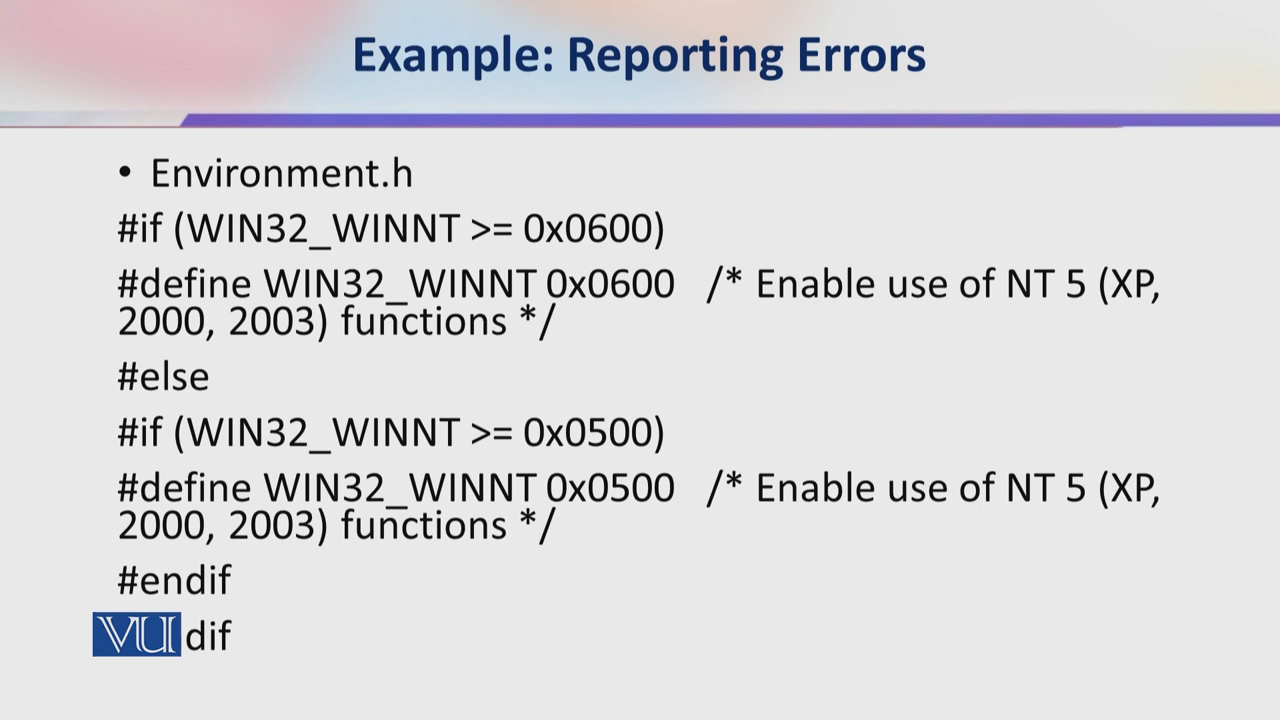 Example: Reporting Errors
• Environment.h
#if (WIN32_WINNT >= 0x0600)
#define WIN32_WINNT 0x0600 /* Enable use of NT 5 (XP,
2000, 2003) functions */
#else
#if (WIN32_WINNT >= 0x0500)
#define WIN32_WINNT 0x0500 /* Enable use of NT 5 (XP,
2000, 2003) functions */
#endif
VU dif